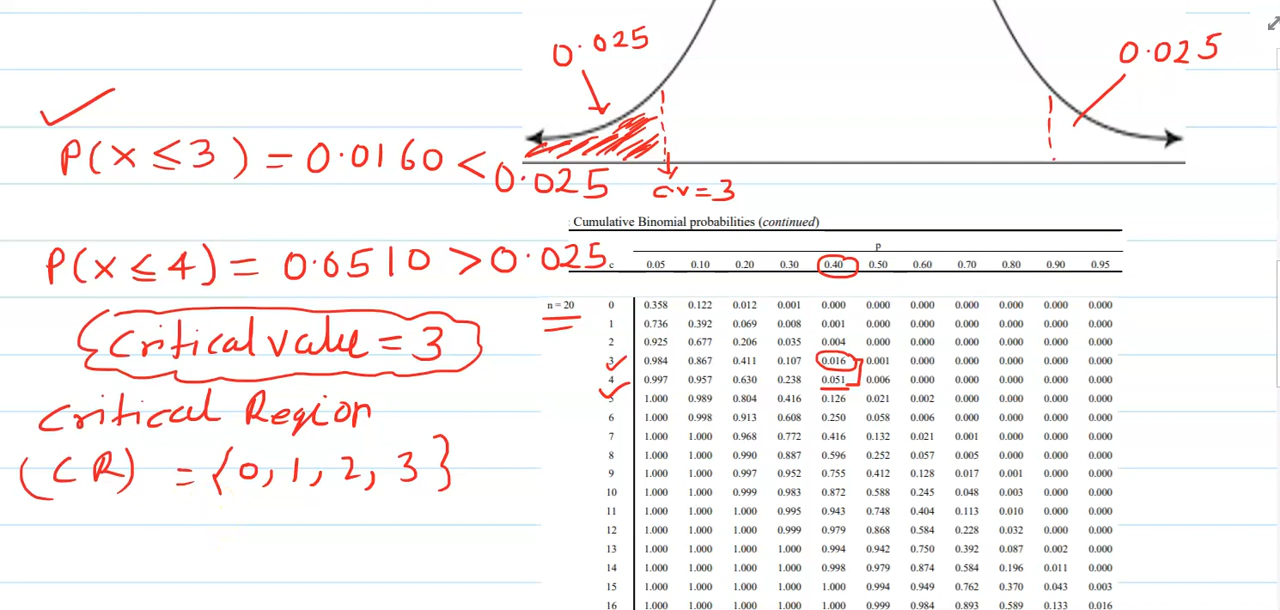 0.025
0.025
P(X ≤ 3) = 0.0160 < 0.025
CV = 3
Cumulative Binomial probabilities (continued)
P(X ≤ 4) = 0.0510 > 0.025
p
c 0.05 0.10 0.20 0.30 0.40 0.50 0.60 0.70 0.80 0.90 0.95
n = 20 0 0.358 0.122 0.012 0.001 0.000 0.000 0.000 0.000 0.000 0.000 0.000
1 0.736 0.392 0.069 0.008 0.001 0.000 0.000 0.000 0.000 0.000 0.000
2 0.925 0.677 0.206 0.035 0.004 0.000 0.000 0.000 0.000 0.000 0.000
3 0.984 0.867 0.411 0.107 0.016 0.001 0.000 0.000 0.000 0.000 0.000
4 0.997 0.957 0.630 0.238 0.051 0.006 0.000 0.000 0.000 0.000 0.000
5 1.000 0.989 0.804 0.416 0.126 0.021 0.002 0.000 0.000 0.000 0.000
6 1.000 0.998 0.913 0.608 0.250 0.058 0.006 0.000 0.000 0.000 0.000
7 1.000 1.000 0.968 0.772 0.416 0.132 0.021 0.001 0.000 0.000 0.000
8 1.000 1.000 0.990 0.887 0.596 0.252 0.057 0.005 0.000 0.000 0.000
9 1.000 1.000 0.997 0.952 0.755 0.412 0.128 0.017 0.001 0.000 0.000
10 1.000 1.000 0.999 0.983 0.872 0.588 0.245 0.048 0.003 0.000 0.000
11 1.000 1.000 1.000 0.995 0.943 0.748 0.404 0.113 0.010 0.000 0.000
12 1.000 1.000 1.000 0.999 0.979 0.868 0.584 0.228 0.032 0.000 0.000
13 1.000 1.000 1.000 1.000 0.994 0.942 0.750 0.392 0.087 0.002 0.000
14 1.000 1.000 1.000 1.000 0.998 0.979 0.874 0.584 0.196 0.011 0.000
15 1.000 1.000 1.000 1.000 1.000 0.994 0.949 0.762 0.370 0.043 0.003
16 1.000 1.000 1.000 1.000 1.000 0.999 0.984 0.893 0.589 0.133 0.016
Critical value = 3
Critical Region
(CR) = {0, 1, 2, 3}